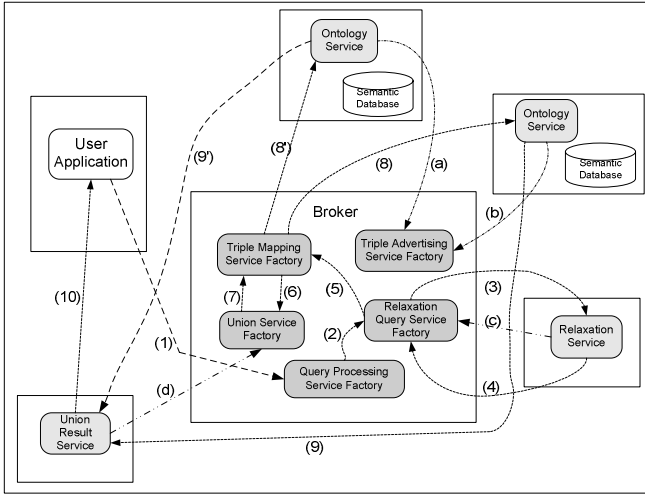 Ontology
Service
Semantic
Database
Ontology
Service
Semantic
Database
User
Application
(9')
(8')
(8)
(a)
(b)
Broker
Triple Mapping
Service Factory
Triple Advertising
Service Factory
(10)
(7)
(6)
(5)
(3)
Union Service
Factory
Relaxation
Query Service
Factory
(c)
Relaxation
Service
(1)
(2)
(d)
Query Processing
Service Factory
(4)
Union
Result
Service
(9)